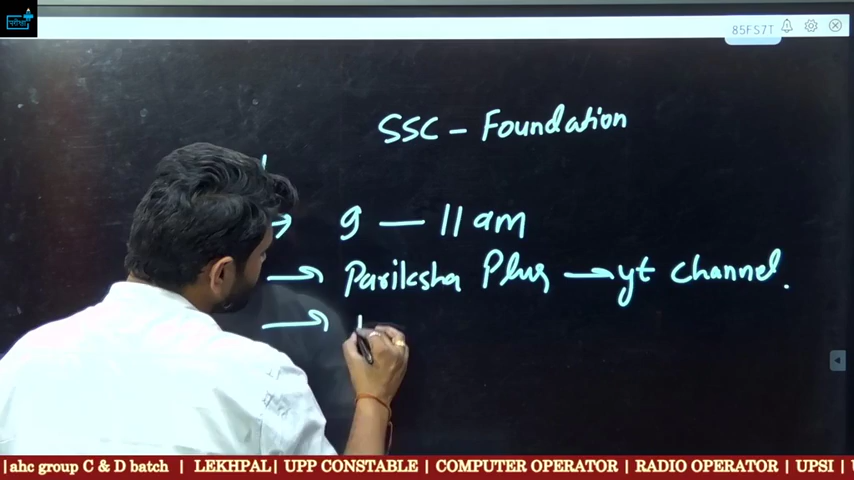 परीक्षा
85FS7T
SSC - Foundation
9 — 11 am
Pariksha Plus → yt channel.
|ahc group C & D batch | LEKHPAL| UPP CONSTABLE | COMPUTER OPERATOR | RADIO OPERATOR | UPSI |